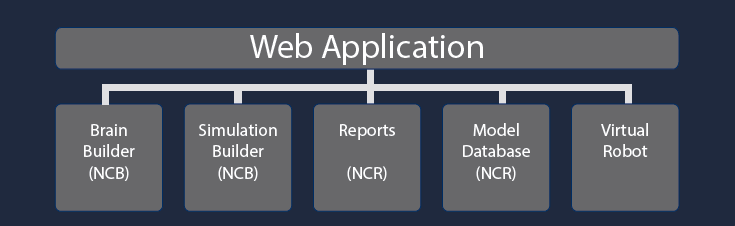 Web Application
Brain
Builder
(NCB)
Simulation
Builder
(NCB)
Reports
(NCR)
Model
Database
(NCR)
Virtual
Robot